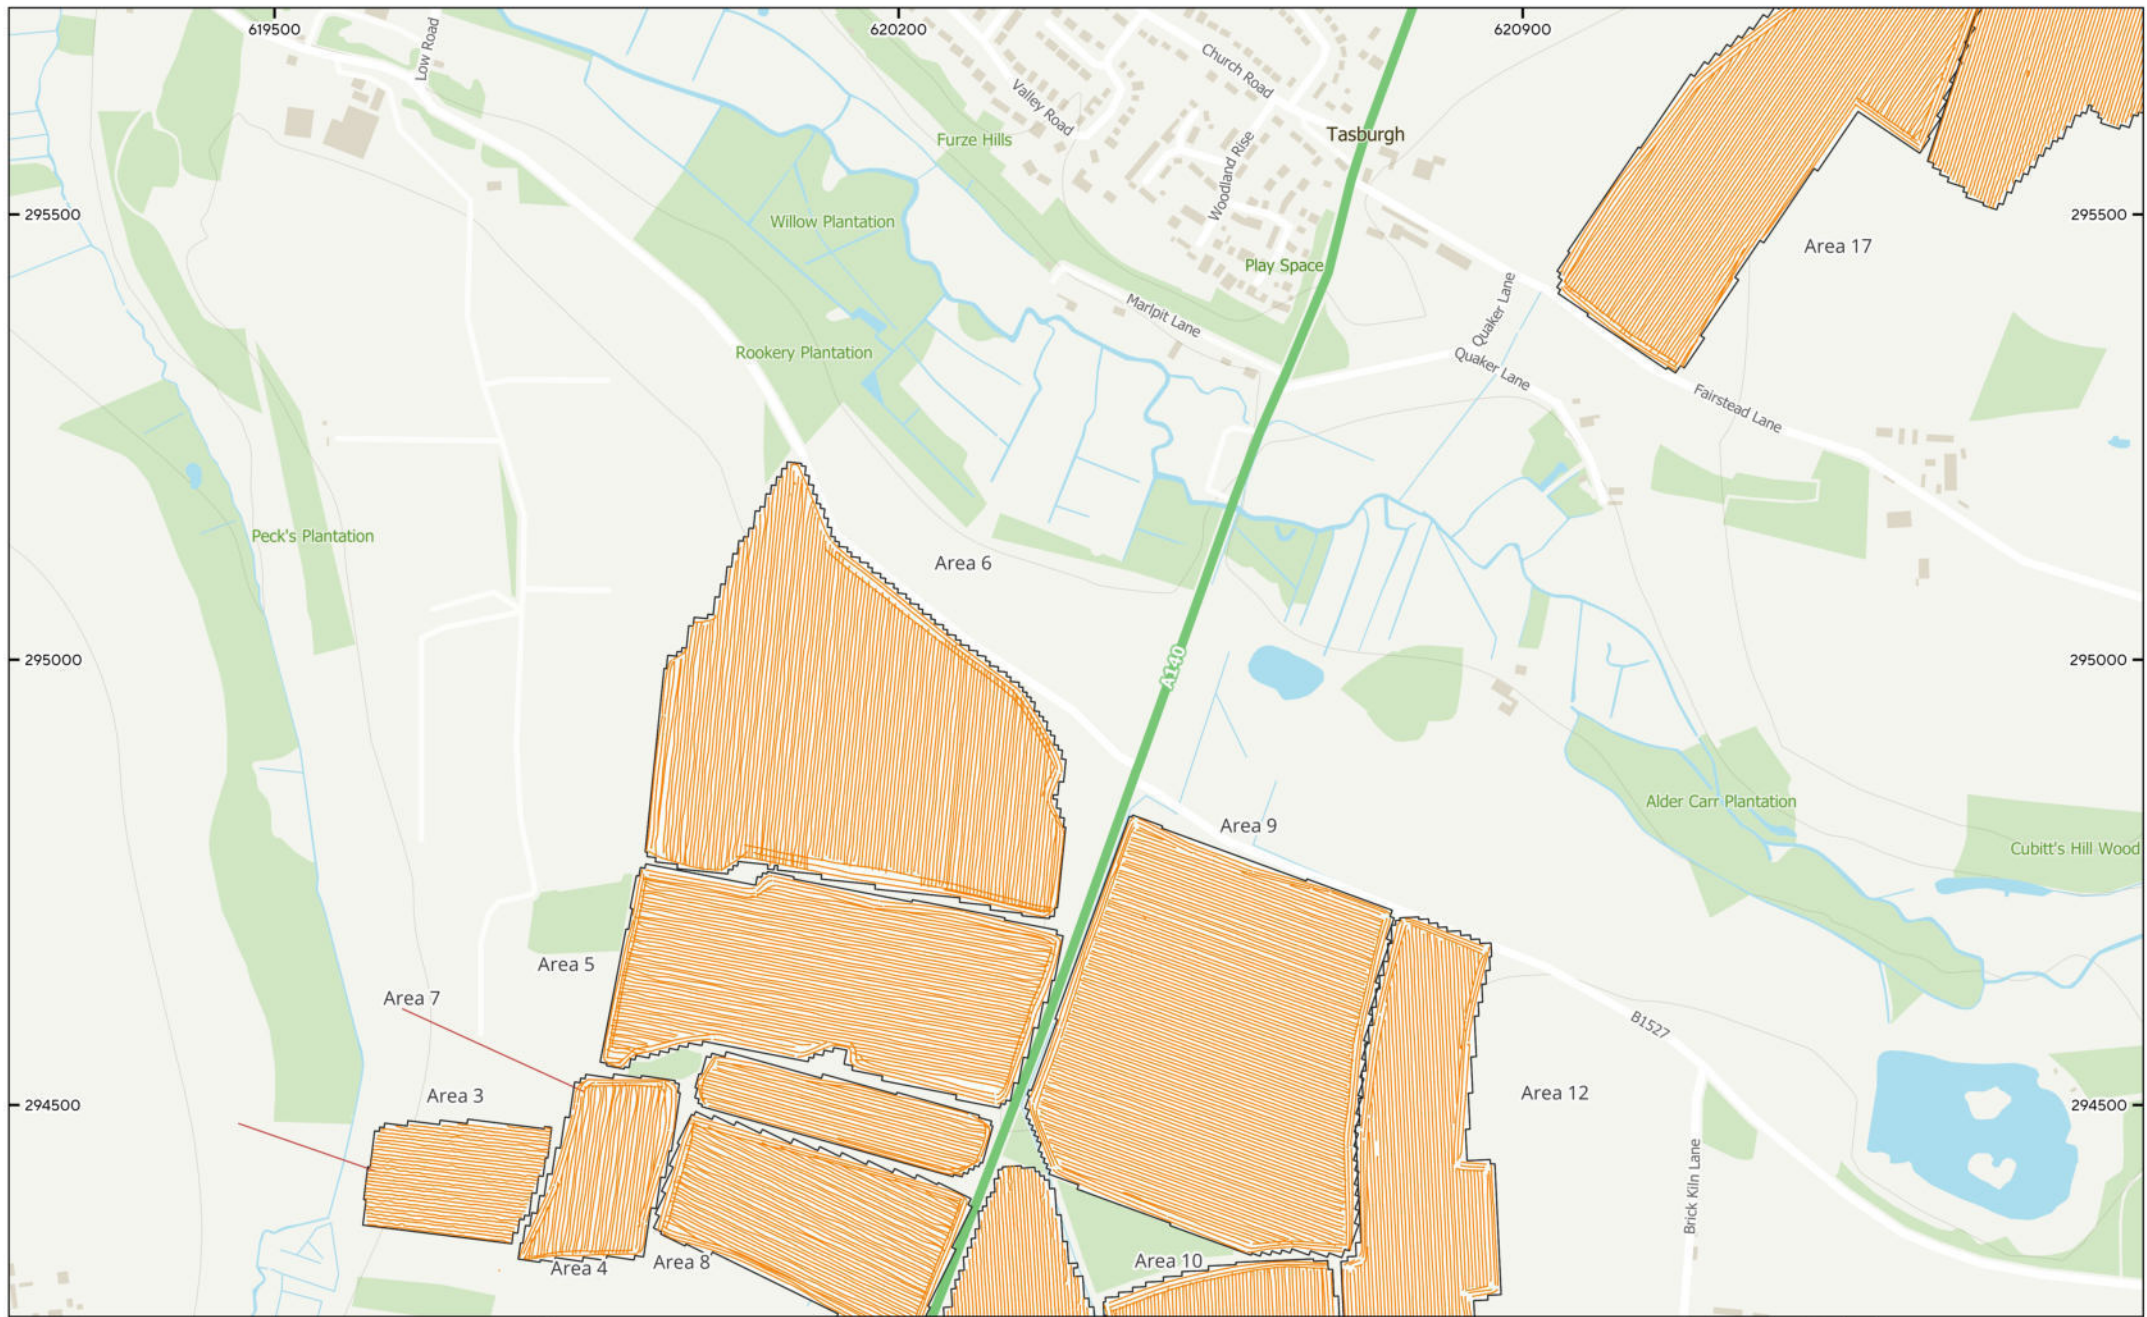 619500
620200
620900
Low Road
Church Road
Valley Road
Tasburgh
Furze Hills
Woodland Rise
295500
Willow Plantation
295500
Area 17
Play Space
Marlpit Lane
Quaker Lane
Rookery Plantation
Quaker Lane
Fairstead Lane
Peck's Plantation
Area 6
295000
A140
295000
Alder Carr Plantation
Area 9
Cubitt's Hill Wood
Area 5
Area 7
B1527
Area 3
Area 12
294500
294500
Brick Kiln Lane
Area 4
Area 8
Area 10